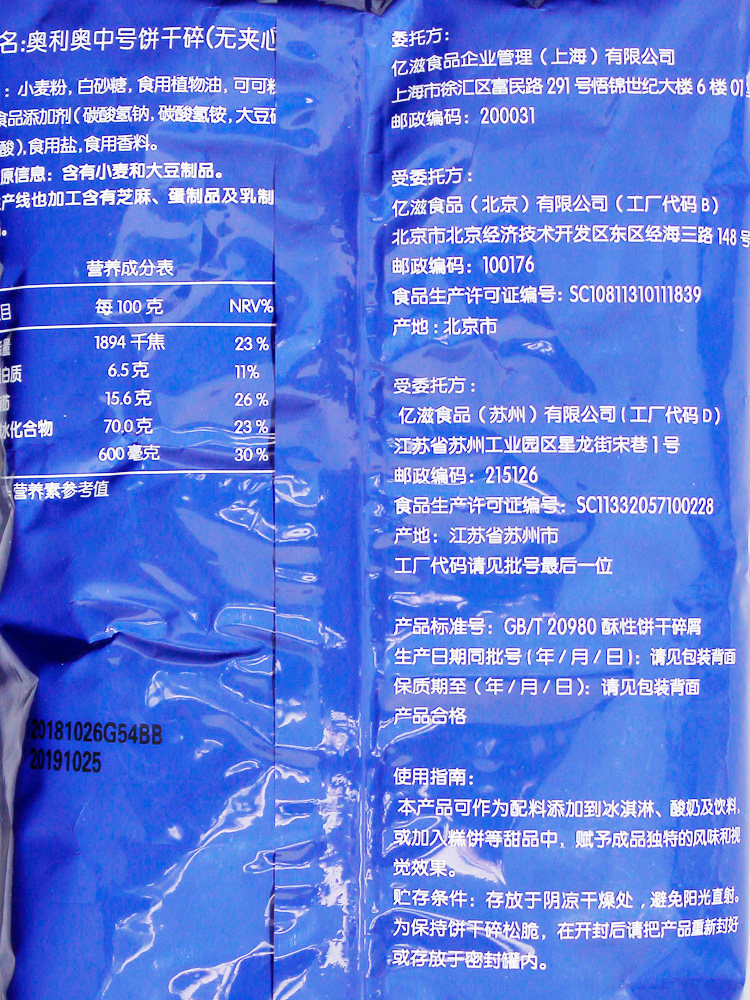 名:奥利奥中号饼干碎(无夹心
: 小麦粉, 白砂糖, 食用植物油, 可可粉
食品添加剂(碳酸氢钠, 碳酸氢铵, 大豆磷
酸), 食用盐, 食用香料。
原信息: 含有小麦和大豆制品。
产线也加工含有芝麻、蛋制品及乳制
。
营养成分表
目 每100克 NRV%
量 1894千焦 23%
白质 6.5克 11%
肪 15.6克 26%
水化合物 70.0克 23%
600毫克 30%
营养素参考值
20181026G54BB
20191025
委托方:
亿滋食品企业管理（上海）有限公司
上海市徐汇区富民路291号悟锦世纪大楼6楼01
邮政编码: 200031
受委托方:
亿滋食品（北京）有限公司（工厂代码B）
北京市北京经济技术开发区东区经海三路148号
邮政编码: 100176
食品生产许可证编号: SC10811310111839
产地: 北京市
受委托方:
亿滋食品（苏州）有限公司(工厂代码D)
江苏省苏州工业园区星龙街宋巷1号
邮政编码: 215126
食品生产许可证编号: SC11332057100228
产地: 江苏省苏州市
工厂代码请见批号最后一位
产品标准号: GB/T 20980 酥性饼干碎屑
生产日期同批号(年/月/日): 请见包装背面
保质期至(年/月/日): 请见包装背面
产品合格
使用指南:
本产品可作为配料添加到冰淇淋、酸奶及饮料,
或加入糕饼等甜品中, 赋予成品独特的风味和视
觉效果。
贮存条件: 存放于阴凉干燥处, 避免阳光直射。
为保持饼干碎松脆, 在开封后请把产品重新封好
或存放于密封罐内。